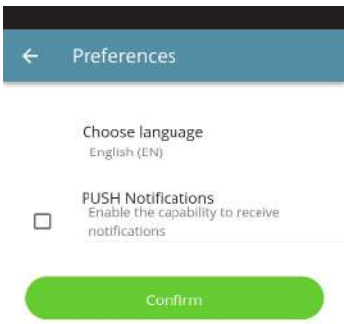 Preferences
Choose language
English (EN)
PUSH Notifications
Enable the capability to receive
notifications
Confirm